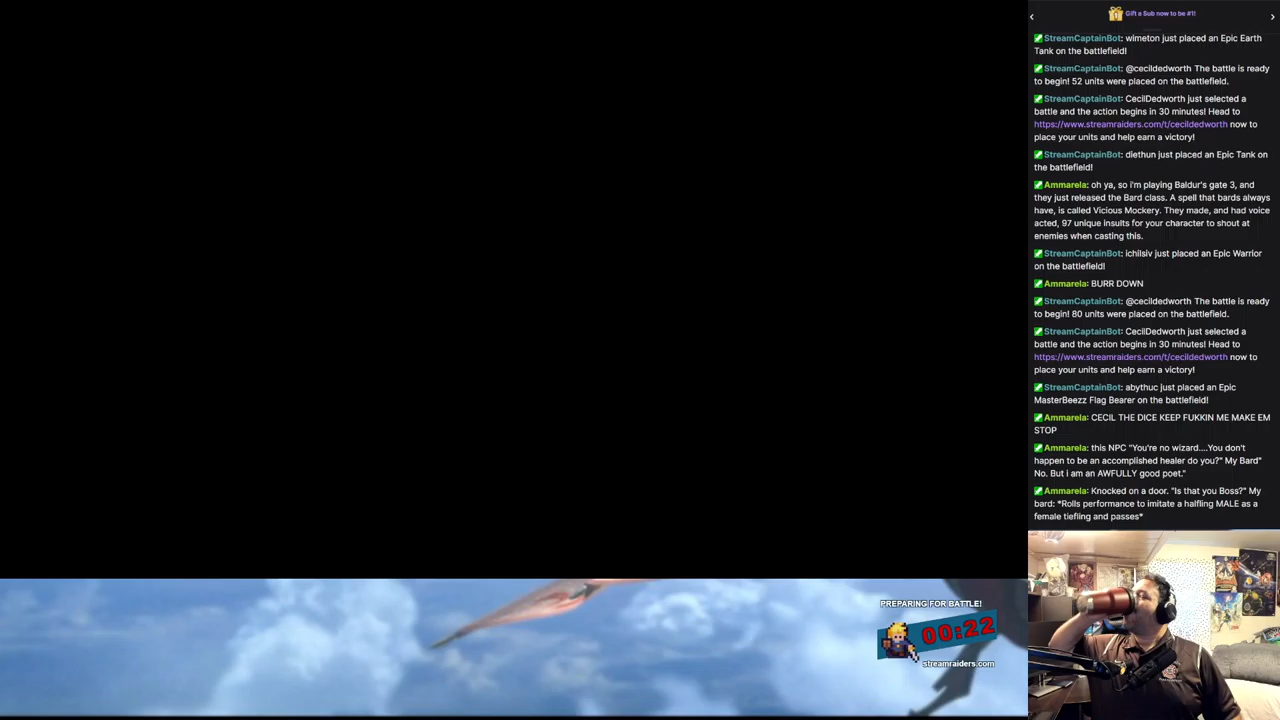 Gift a Sub now to be #1!
StreamCaptainBot: wimeton just placed an Epic Earth
Tank on the battlefield!
StreamCaptainBot: @cecildedworth The battle is ready
to begin! 52 units were placed on the battlefield.
StreamCaptainBot: CecilDedworth just selected a
battle and the action begins in 30 minutes! Head to
https://www.streamraiders.com/t/cecildedworth now to
place your units and help earn a victory!
StreamCaptainBot: diethun just placed an Epic Tank on
the battlefield!
Ammarela: oh ya, so i'm playing Baldur's gate 3, and
they just released the Bard class. A spell that bards always
have, is called Vicious Mockery. They made, and had voice
acted, 97 unique insults for your character to shout at
enemies when casting this.
StreamCaptainBot: ichilsiv just placed an Epic Warrior
on the battlefield!
Ammarela: BURR DOWN
StreamCaptainBot: @cecildedworth The battle is ready
to begin! 80 units were placed on the battlefield.
StreamCaptainBot: CecilDedworth just selected a
battle and the action begins in 30 minutes! Head to
https://www.streamraiders.com/t/cecildedworth now to
place your units and help earn a victory!
StreamCaptainBot: abythuc just placed an Epic
MasterBeezz Flag Bearer on the battlefield!
Ammarela: CECIL THE DICE KEEP FUKKIN ME MAKE EM
STOP
Ammarela: this NPC "You're no wizard....You don't
happen to be an accomplished healer do you?" My Bard"
No. But i am an AWFULLY good poet."
Ammarela: Knocked on a door. "Is that you Boss?" My
bard: *Rolls performance to imitate a halfling MALE as a
female tiefling and passes*
PREPARING FOR BATTLE!
00:22
streamraiders.com